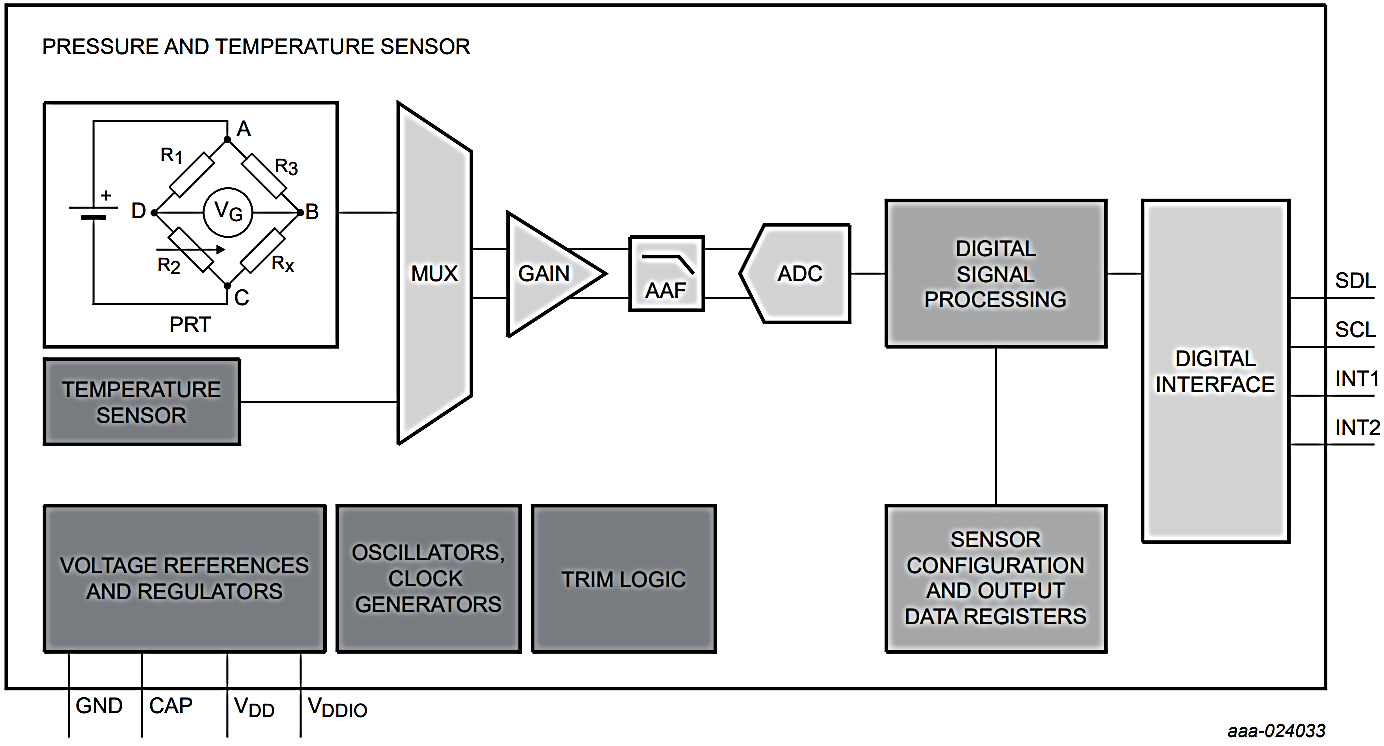 PRESSURE AND TEMPERATURE SENSOR
A
R1
R3
+
D
VG
B
R2
RX
C
PRT
MUX
GAIN
AAF
ADC
DIGITAL
SIGNAL
PROCESSING
DIGITAL
INTERFACE
SDL
SCL
INT1
INT2
TEMPERATURE
SENSOR
VOLTAGE REFERENCES
AND REGULATORS
OSCILLATORS,
CLOCK
GENERATORS
TRIM LOGIC
SENSOR
CONFIGURATION
AND OUTPUT
DATA REGISTERS
GND
CAP
VDD
VDDIO
aaa-024033